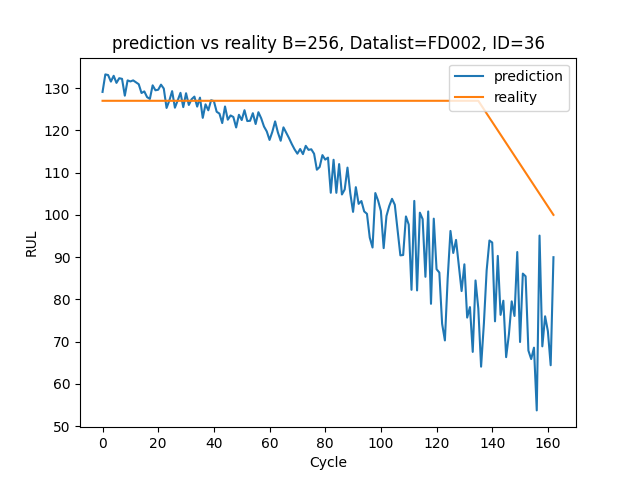 prediction vs reality B=256, Datalist=FD002, ID=36
prediction
reality
RUL
130
120
110
100
90
80
70
60
50
0 20 40 60 80 100 120 140 160
Cycle